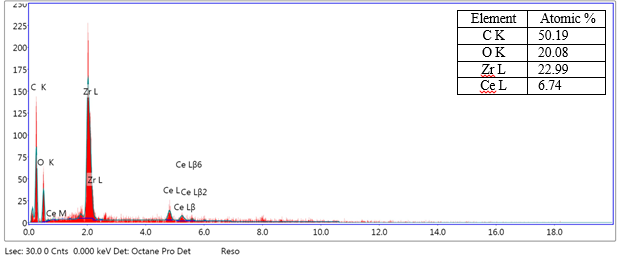 250
225
200
175
150
125
100
75
50
25
0
C K
O K
Ce M
Zr L
Zr L
Ce Lβ6
Ce L Ce Lβ2
Ce Lβ
0.0 2.0 4.0 6.0 8.0 10.0 12.0 14.0 16.0 18.0
Element Atomic %
C K 50.19
O K 20.08
Zr L 22.99
Ce L 6.74
Lsec: 30.0 0 Cnts 0.000 keV Det: Octane Pro Det Reso